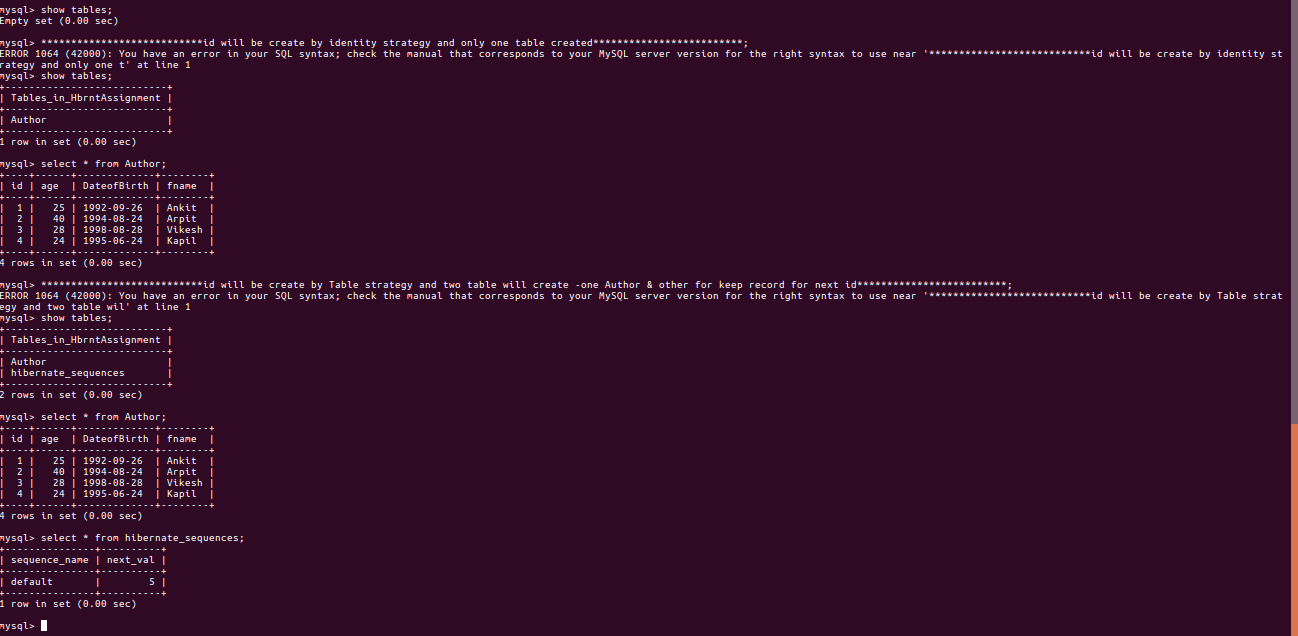 mysql> show tables;
Empty set (0.00 sec)
mysql> ***************************id will be create by identity strategy and only one table created*************************;
ERROR 1064 (42000): You have an error in your SQL syntax; check the manual that corresponds to your MySQL server version for the right syntax to use near '***************************id will be create by identity st
rategy and only one t' at line 1
mysql> show tables;
+---------------------------+
| Tables_in_HbrntAssignment |
+---------------------------+
| Author                    |
+---------------------------+
1 row in set (0.00 sec)
mysql> select * from Author;
+----+------+-------------+--------+
| id | age  | DateofBirth | fname  |
+----+------+-------------+--------+
|  1 |   25 | 1992-09-26  | Ankit  |
|  2 |   40 | 1994-08-24  | Arpit  |
|  3 |   28 | 1998-08-28  | Vikesh |
|  4 |   24 | 1995-06-24  | Kapil  |
+----+------+-------------+--------+
4 rows in set (0.00 sec)
mysql> ***************************id will be create by Table strategy and two table will create -one Author & other for keep record for next id*************************;
ERROR 1064 (42000): You have an error in your SQL syntax; check the manual that corresponds to your MySQL server version for the right syntax to use near '***************************id will be create by Table strat
egy and two table wil' at line 1
mysql> show tables;
+---------------------------+
| Tables_in_HbrntAssignment |
+---------------------------+
| Author                    |
| hibernate_sequences       |
+---------------------------+
2 rows in set (0.00 sec)
mysql> select * from Author;
+----+------+-------------+--------+
| id | age  | DateofBirth | fname  |
+----+------+-------------+--------+
|  1 |   25 | 1992-09-26  | Ankit  |
|  2 |   40 | 1994-08-24  | Arpit  |
|  3 |   28 | 1998-08-28  | Vikesh |
|  4 |   24 | 1995-06-24  | Kapil  |
+----+------+-------------+--------+
4 rows in set (0.00 sec)
mysql> select * from hibernate_sequences;
+---------------+----------+
| sequence_name | next_val |
+---------------+----------+
| default       |        5 |
+---------------+----------+
1 row in set (0.00 sec)
mysql>